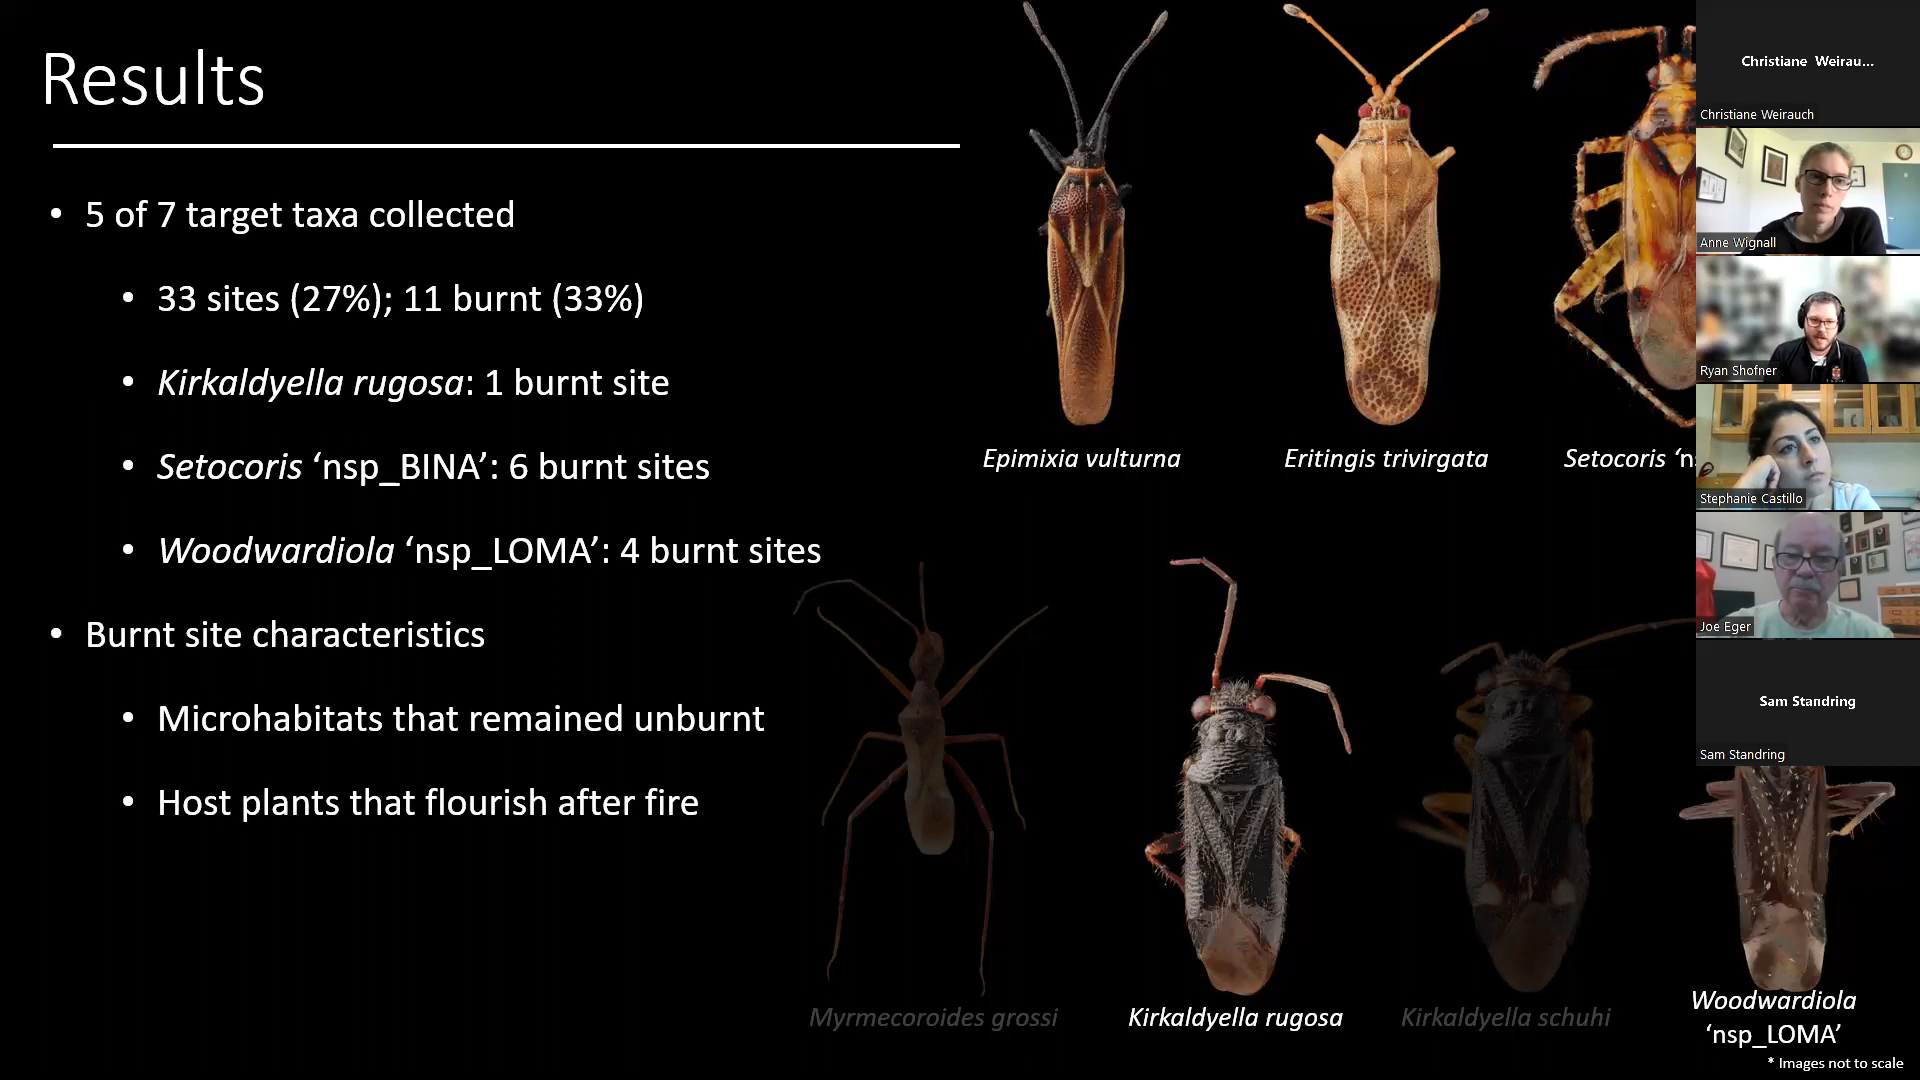 Results
• 5 of 7 target taxa collected
• 33 sites (27%); 11 burnt (33%)
• Kirkaldyella rugosa: 1 burnt site
• Setocoris ‘nsp_BINA’: 6 burnt sites
• Woodwardiola ‘nsp_LOMA’: 4 burnt sites
• Burnt site characteristics
• Microhabitats that remained unburnt
• Host plants that flourish after fire
Epimixia vulturna
Eritingis trivirgata
Setocoris ‘n
Myrmecoroides grossi
Kirkaldyella rugosa
Kirkaldyella schuhi
Woodwardiola
‘nsp_LOMA’
* Images not to scale
Christiane Weirau...
Christiane Weirauch
Anne Wignall
Ryan Shofner
Stephanie Castillo
Joe Eger
Sam Standring
Sam Standring